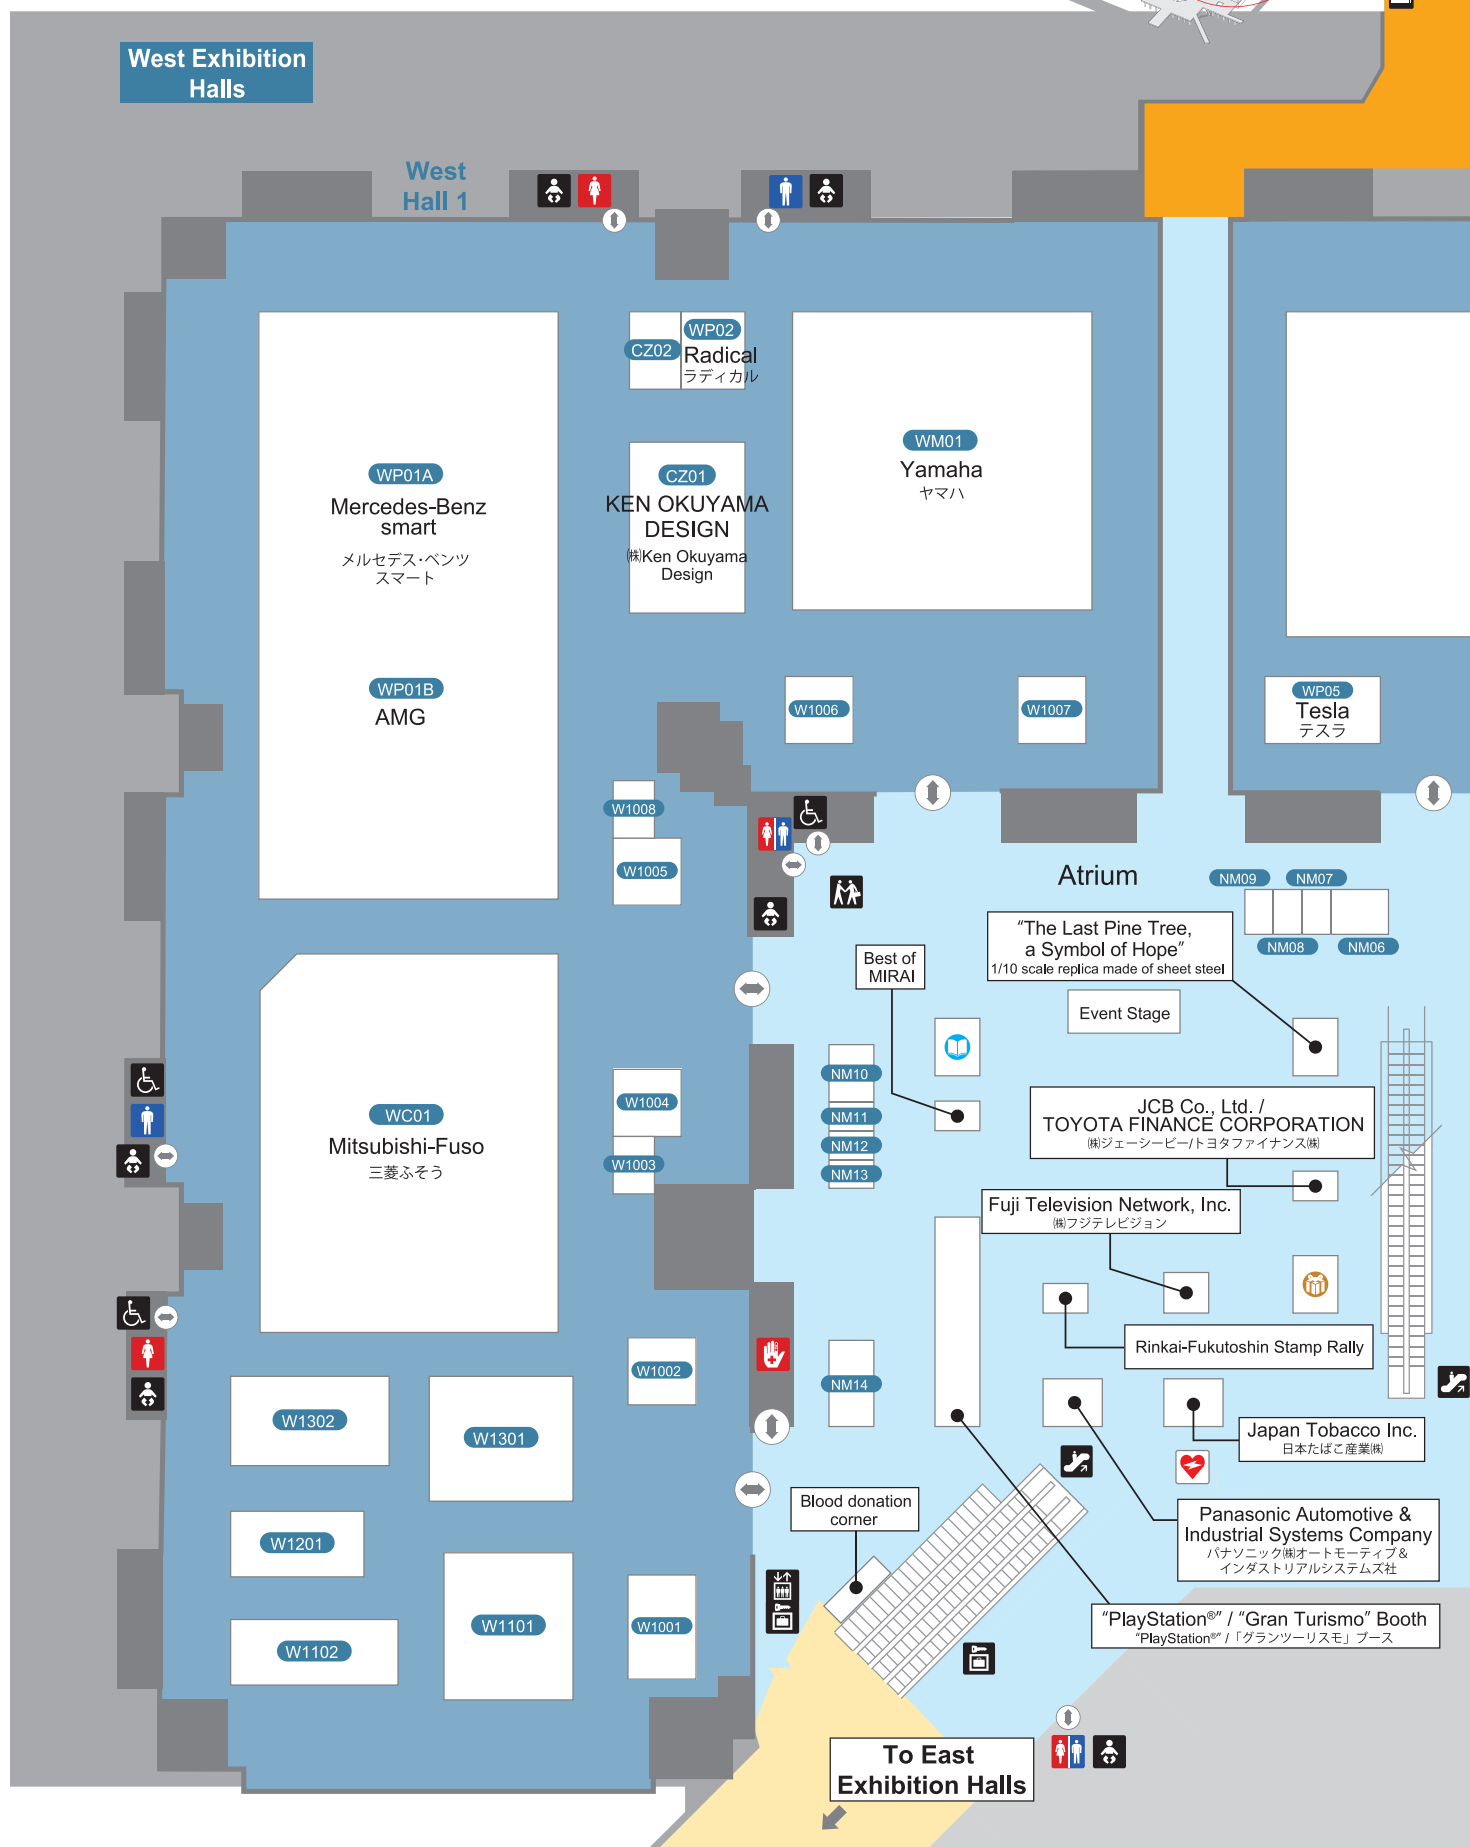 West Exhibition
Halls
West
Hall 1
WP02
CZ02
Radical
ラディカル
WM01
Yamaha
ヤマハ
WP01A
Mercedes-Benz
smart
メルセデス・ベンツ
スマート
CZ01
KEN OKUYAMA
DESIGN
㈱Ken Okuyama
Design
WP01B
AMG
W1006
W1007
WP05
Tesla
テスラ
W1008
W1005
Atrium
NM09
NM07
NM08
NM06
"The Last Pine Tree,
a Symbol of Hope"
1/10 scale replica made of sheet steel
Best of
MIRAI
Event Stage
NM10
NM11
NM12
NM13
W1004
W1003
WC01
Mitsubishi-Fuso
三菱ふそう
JCB Co., Ltd. /
TOYOTA FINANCE CORPORATION
㈱ジェーシービー/トヨタファイナンス㈱
Fuji Television Network, Inc.
㈱フジテレビジョン
Rinkai-Fukutoshin Stamp Rally
W1002
NM14
W1302
W1301
Japan Tobacco Inc.
日本たばこ産業㈱
Blood donation
corner
Panasonic Automotive &
Industrial Systems Company
パナソニック㈱オートモーティブ&
インダストリアルシステムズ社
W1201
W1101
W1001
W1102
"PlayStation®" / "Gran Turismo" Booth
"PlayStation®" /「グランツーリスモ」ブース
To East
Exhibition Halls